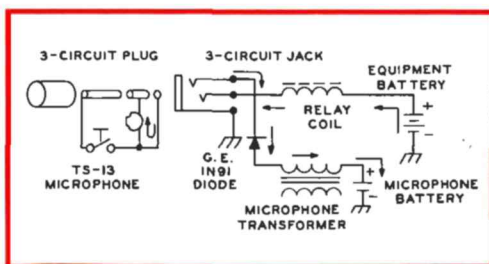 3-CIRCUIT PLUG
3-CIRCUIT JACK
EQUIPMENT
BATTERY
+
-
RELAY
COIL
TS-13
MICROPHONE
G.E.
IN91
DIODE
+
-
MICROPHONE
BATTERY
MICROPHONE
TRANSFORMER